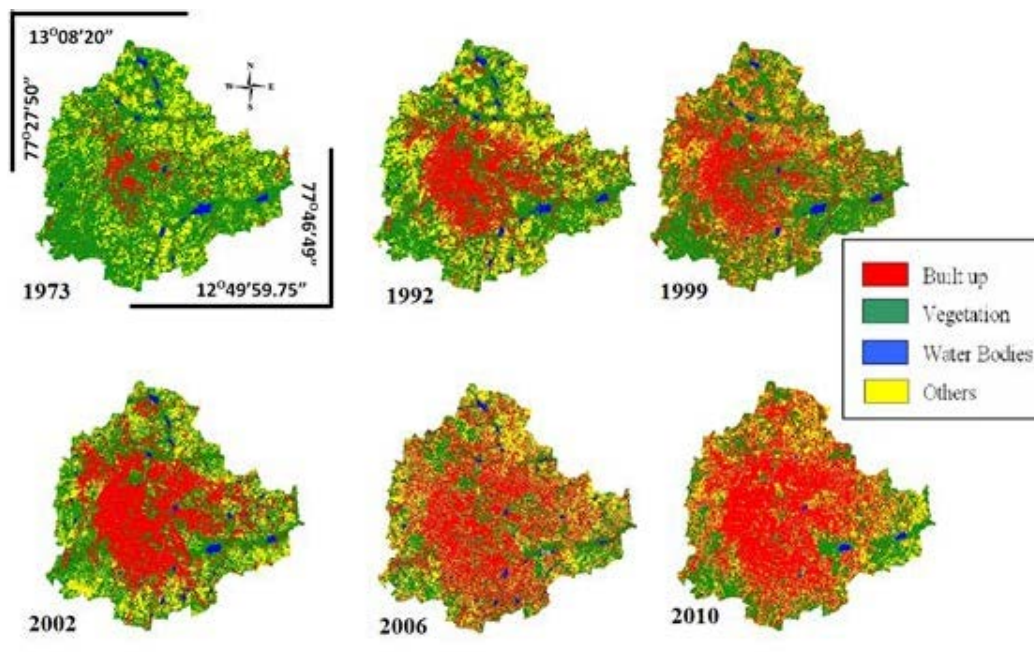 13°08'20"
77°27'50"
N
W E
S
77°46'49"
12°49'59.75"
1973
1992
1999
Built up
Vegetation
Water Bodies
Others
2002
2006
2010